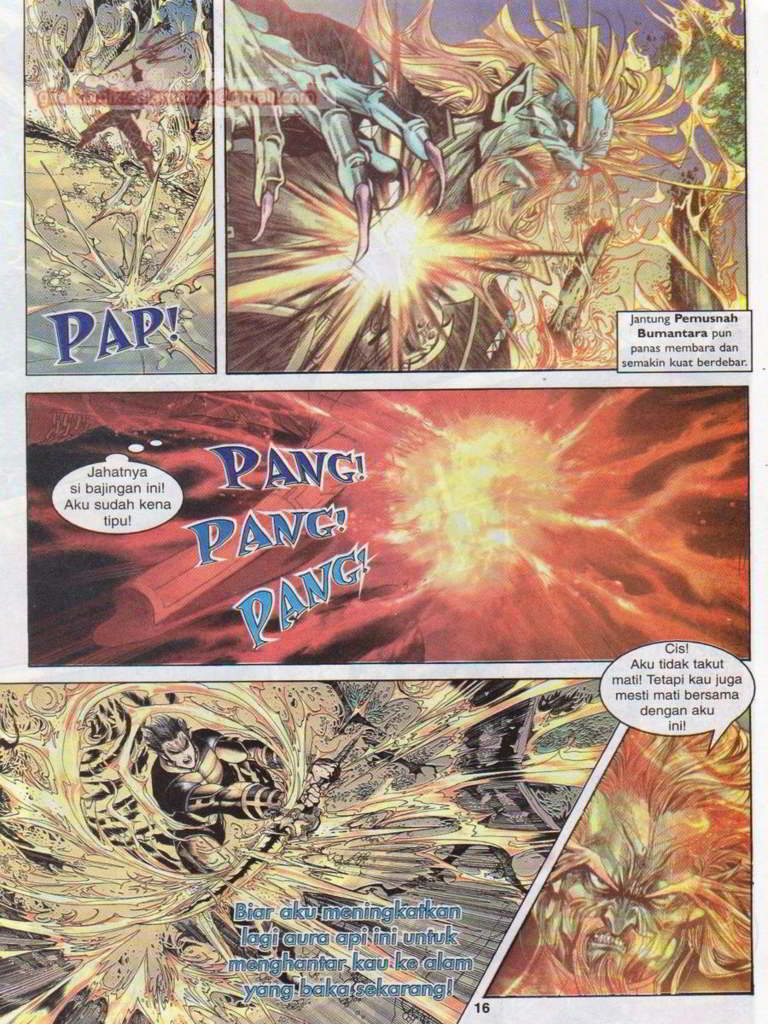 PAP!
Jantung Pemusnah
Bumantara pun
panas membara dan
semakin kuat berdebar.
Jahatnya
si bajingan ini!
Aku sudah kena
tipu!
PANG!
PANG!
PANG!
Cis!
Aku tidak takut
mati! Tetapi kau juga
mesti mati bersama
dengan aku
ini!
Biar aku meningkatkan
lagi aura api ini untuk
menghantar kau ke alam
yang baka sekarang!
16